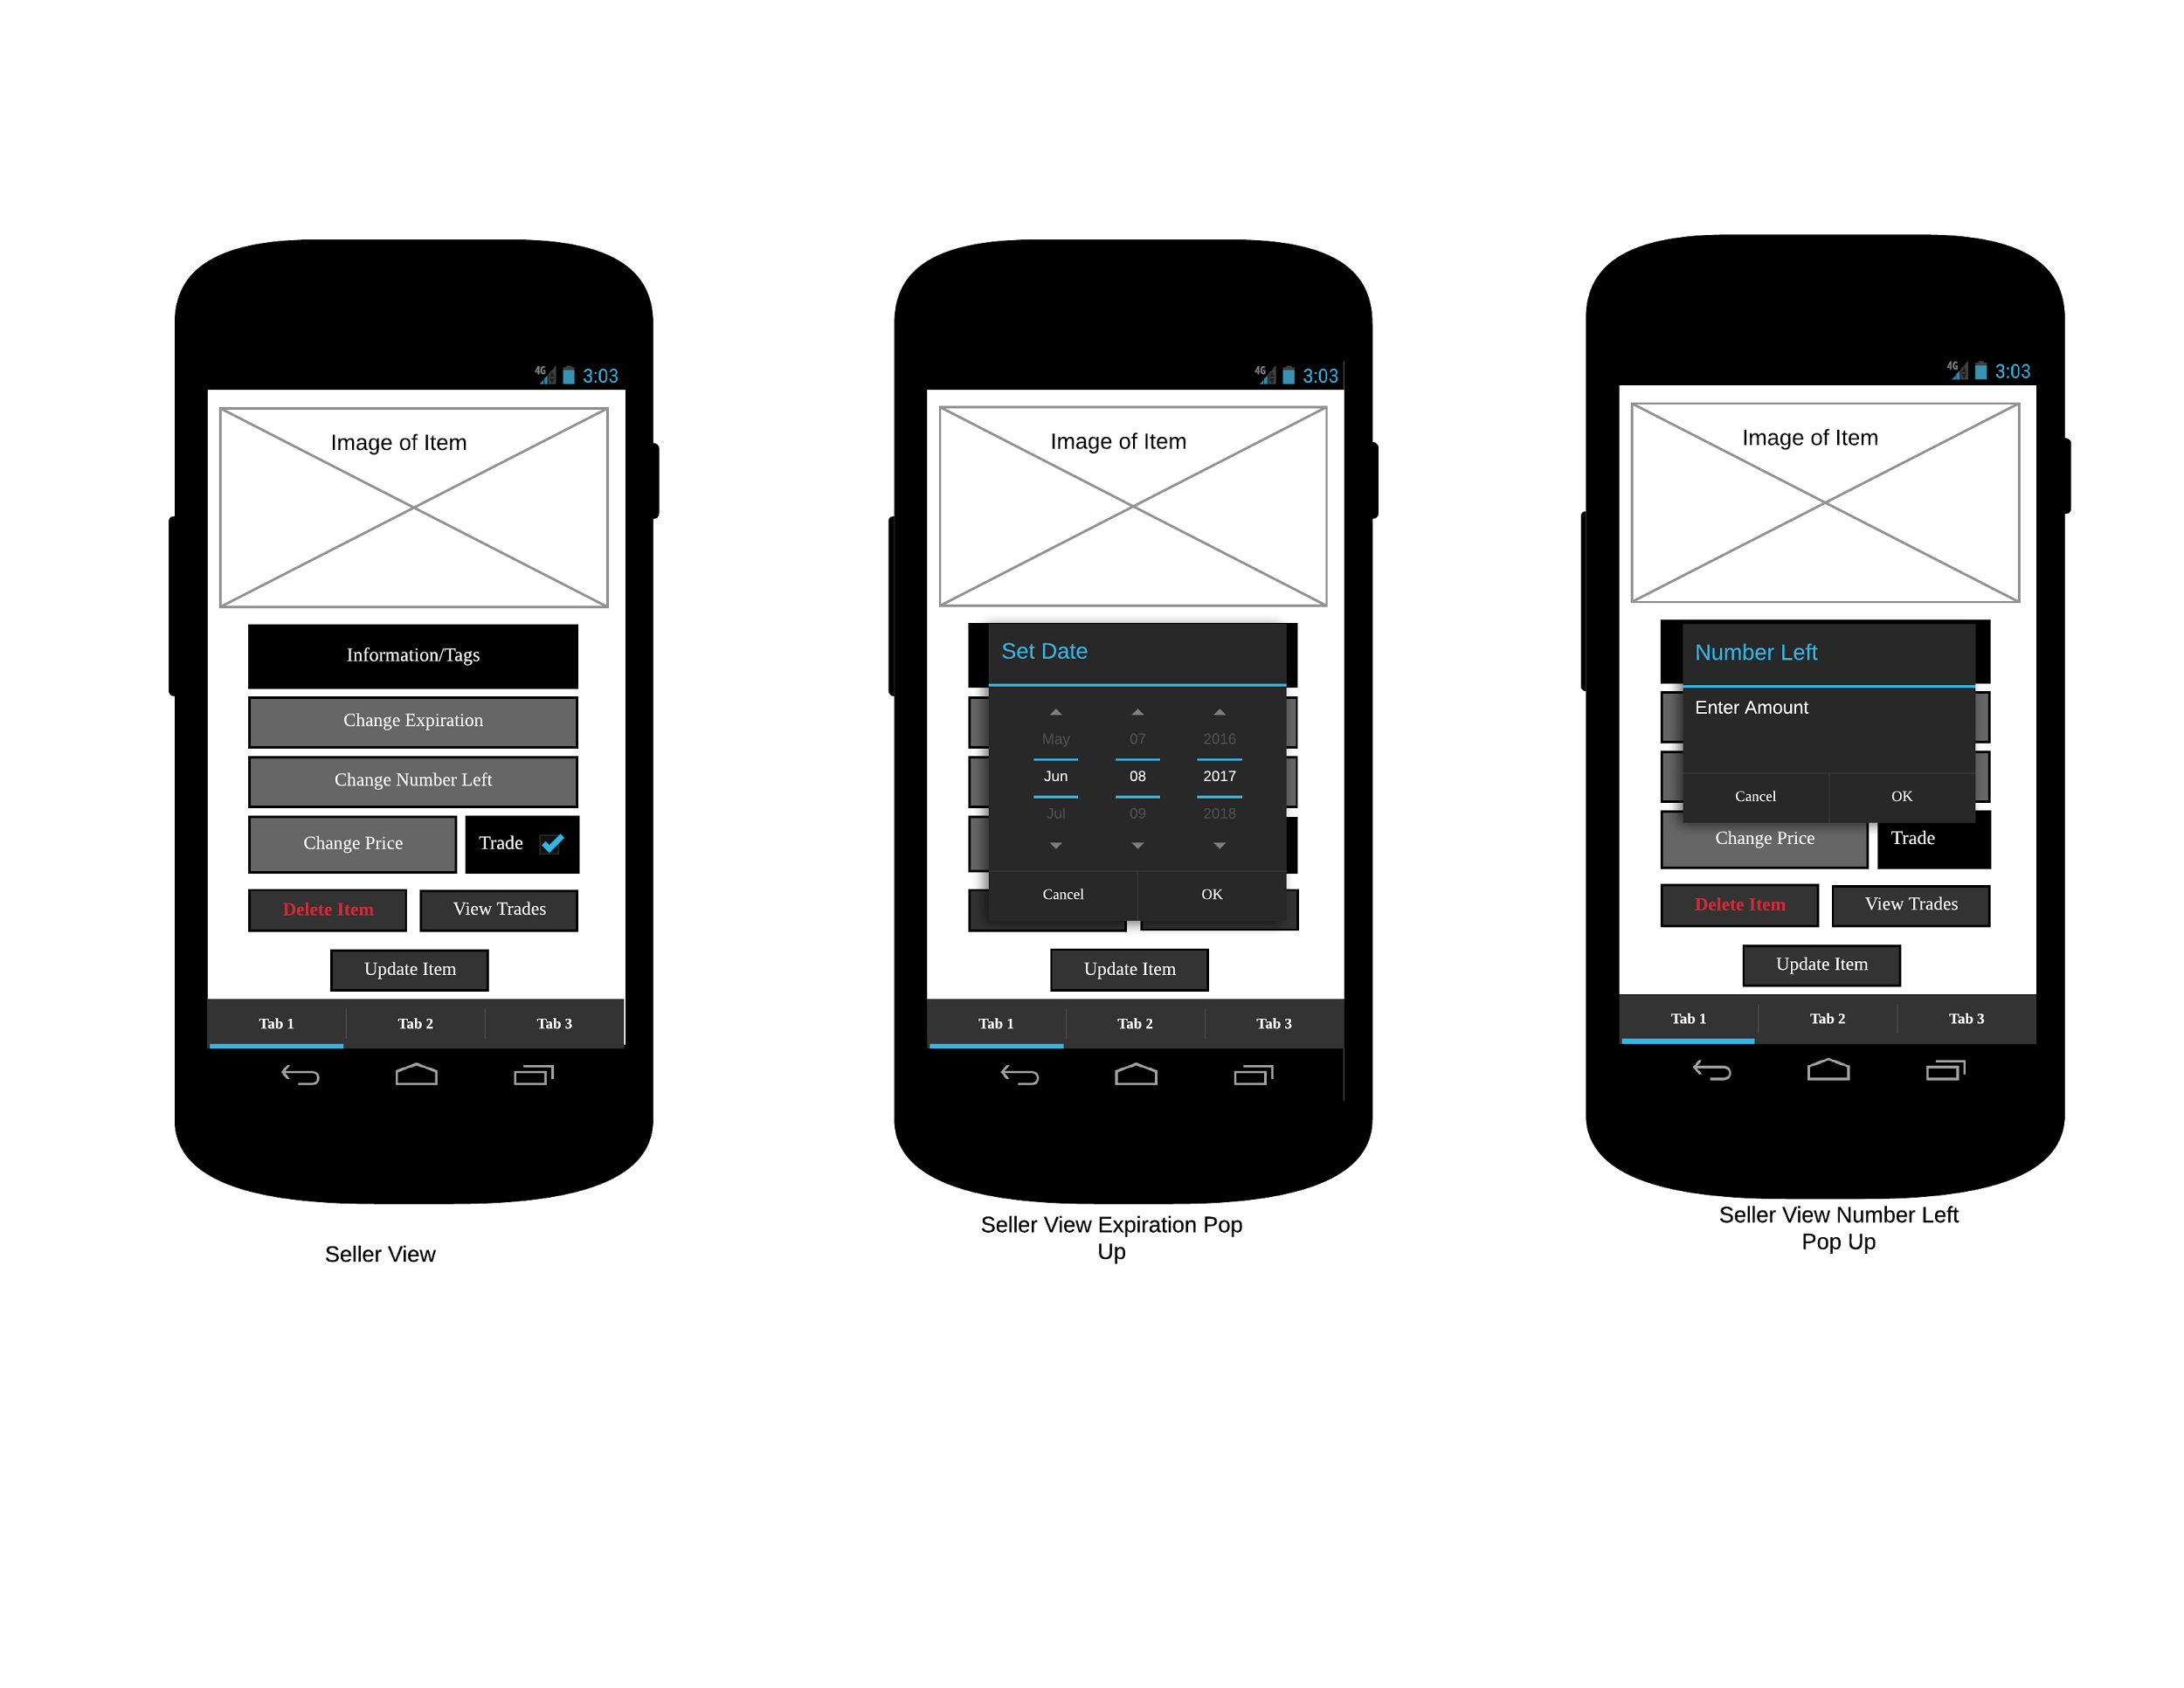 4G 3:03
Image of Item
Information/Tags
Change Expiration
Change Number Left
Change Price
Trade
Delete Item
View Trades
Update Item
Tab 1
Tab 2
Tab 3
Seller View
4G 3:03
Image of Item
Set Date
May 07 2016
Jun 08 2017
Jul 09 2018
Cancel
OK
Update Item
Tab 1
Tab 2
Tab 3
Seller View Expiration Pop
Up
4G 3:03
Image of Item
Number Left
Enter Amount
Cancel
OK
Change Price
Trade
Delete Item
View Trades
Update Item
Tab 1
Tab 2
Tab 3
Seller View Number Left
Pop Up